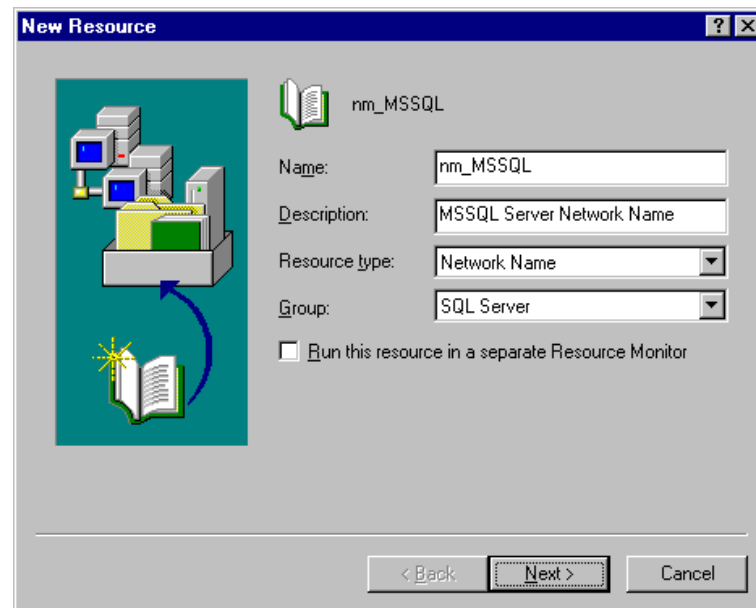 New Resource
nm_MSSQL
Name: nm_MSSQL
Description: MSSQL Server Network Name
Resource type: Network Name
Group: SQL Server
Run this resource in a separate Resource Monitor
< Back Next > Cancel